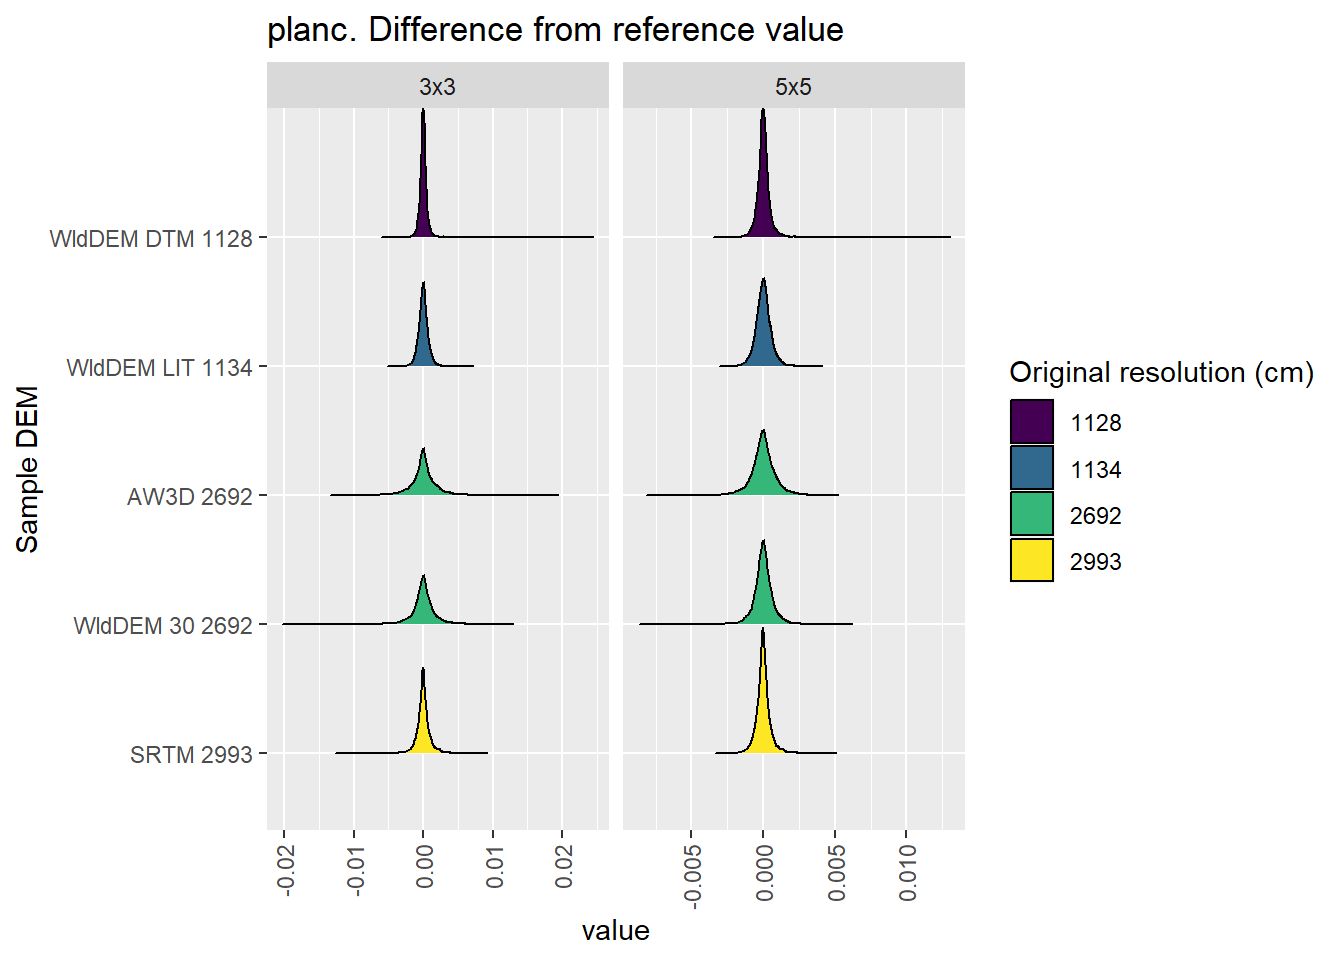 planc. Difference from reference value
3x3
5x5
Sample DEM
WldDEM DTM 1128
WldDEM LIT 1134
AW3D 2692
WldDEM 30 2692
SRTM 2993
-0.02
-0.01
0.00
0.01
0.02
-0.005
0.000
0.005
0.010
value
Original resolution (cm)
1128
1134
2692
2993